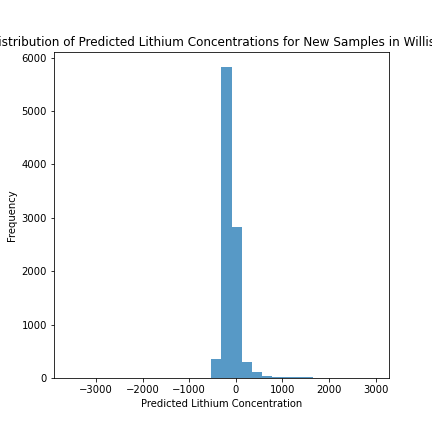 istribution of Predicted Lithium Concentrations for New Samples in Willis
6000
5000
4000
3000
2000
1000
0
Frequency
−3000 −2000 −1000 0 1000 2000 3000
Predicted Lithium Concentration